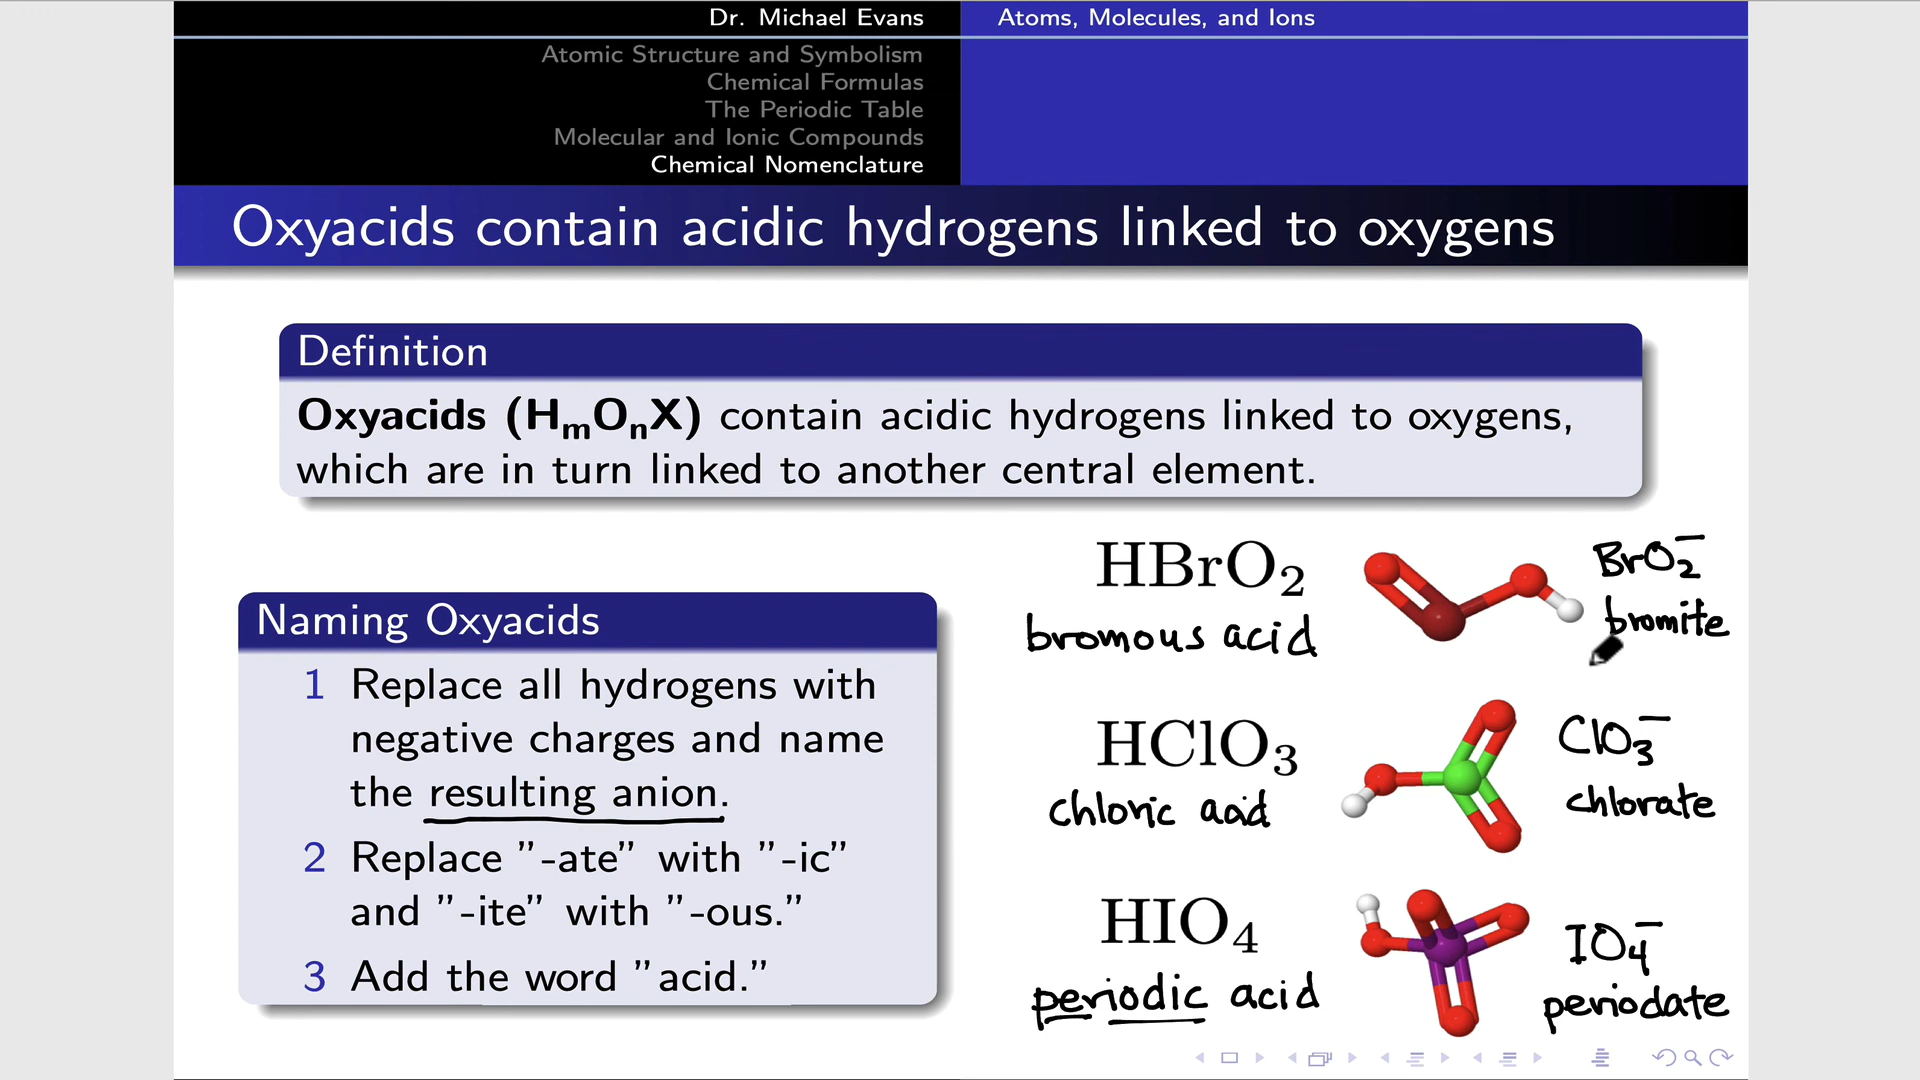 Dr. Michael Evans
Atoms, Molecules, and Ions
Atomic Structure and Symbolism
Chemical Formulas
The Periodic Table
Molecular and Ionic Compounds
Chemical Nomenclature
Oxyacids contain acidic hydrogens linked to oxygens
Definition
Oxyacids (HₘOₙX) contain acidic hydrogens linked to oxygens,
which are in turn linked to another central element.
Naming Oxyacids
1 Replace all hydrogens with
negative charges and name
the resulting anion.
2 Replace ”-ate” with ”-ic”
and ”-ite” with ”-ous.”
3 Add the word ”acid.”
HBrO₂
bromous acid
BrO₂⁻
bromite
HClO₃
chloric acid
ClO₃⁻
chlorate
HIO₄
periodic acid
IO₄⁻
periodate